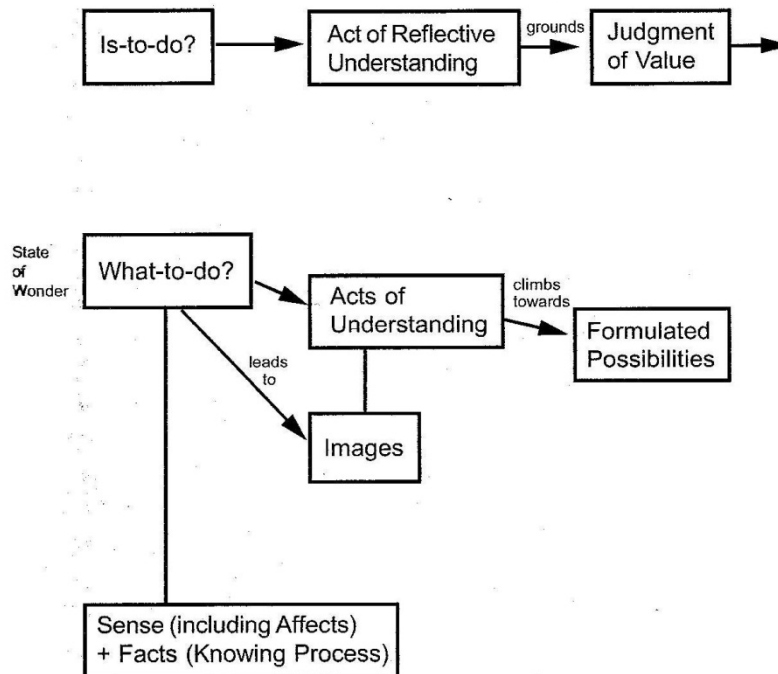 Is-to-do?
Act of Reflective
Understanding
grounds
Judgment
of Value
State
of
Wonder
What-to-do?
Acts of
Understanding
climbs
towards
Formulated
Possibilities
leads
to
Images
Sense (including Affects)
+ Facts (Knowing Process)